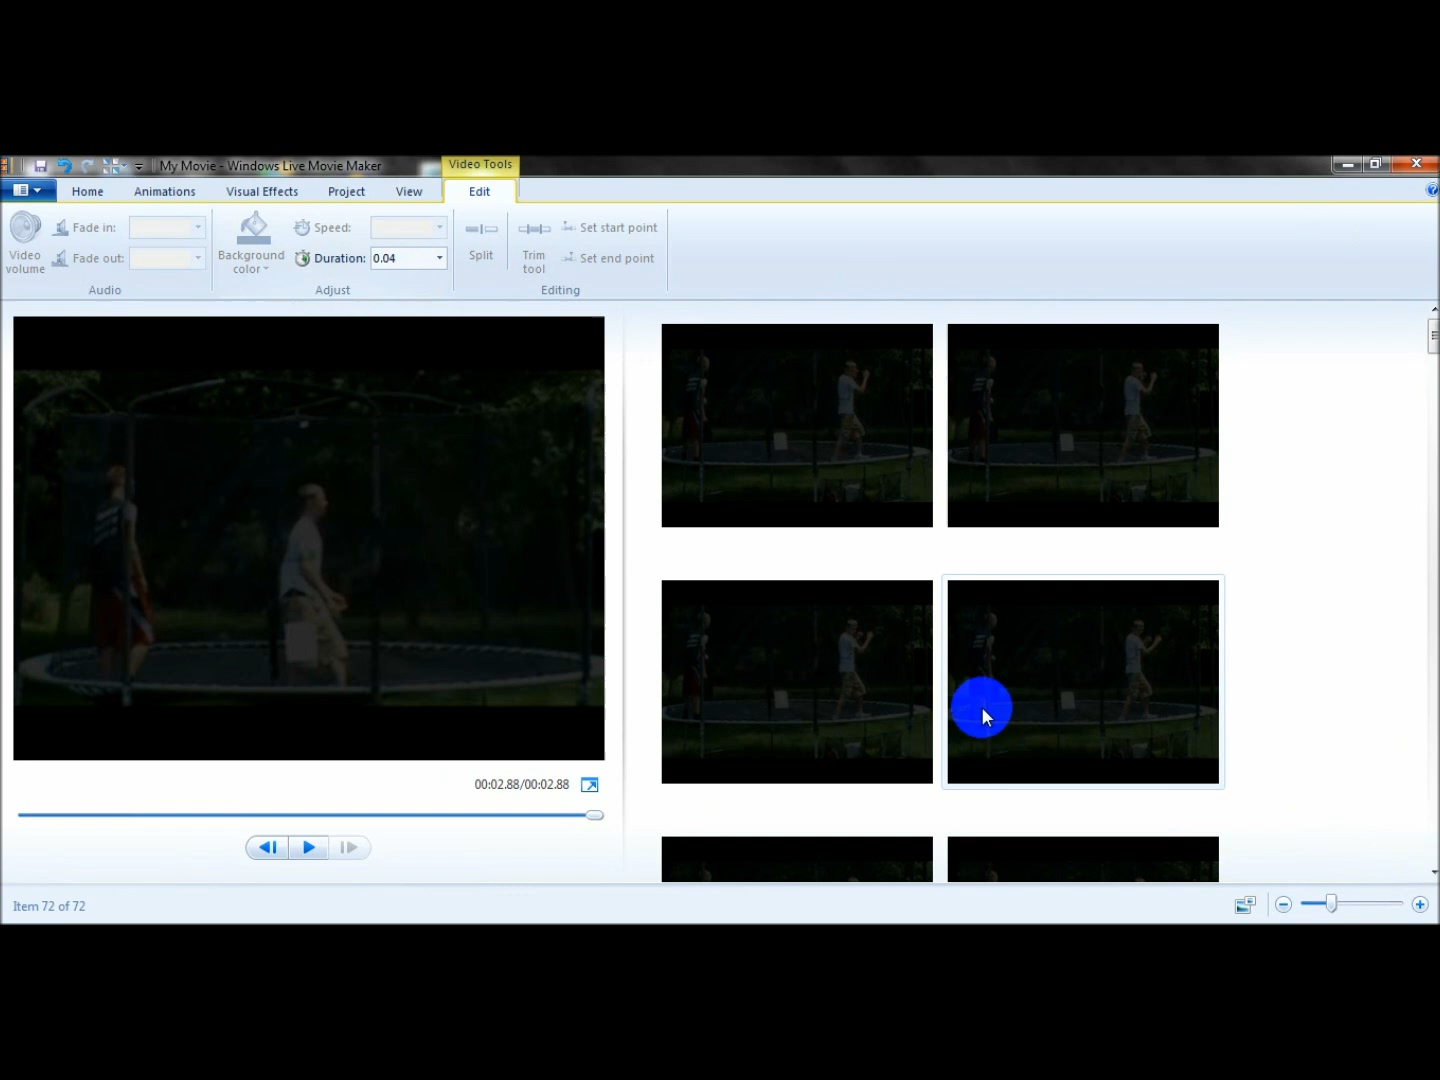 My Movie - Windows Live Movie Maker
Video Tools
Home
Animations
Visual Effects
Project
View
Edit
Video volume
Fade in:
Fade out:
Audio
Background color
Speed:
Duration: 0.04
Adjust
Split
Trim tool
Set start point
Set end point
Editing
00:02.88/00:02.88
Item 72 of 72